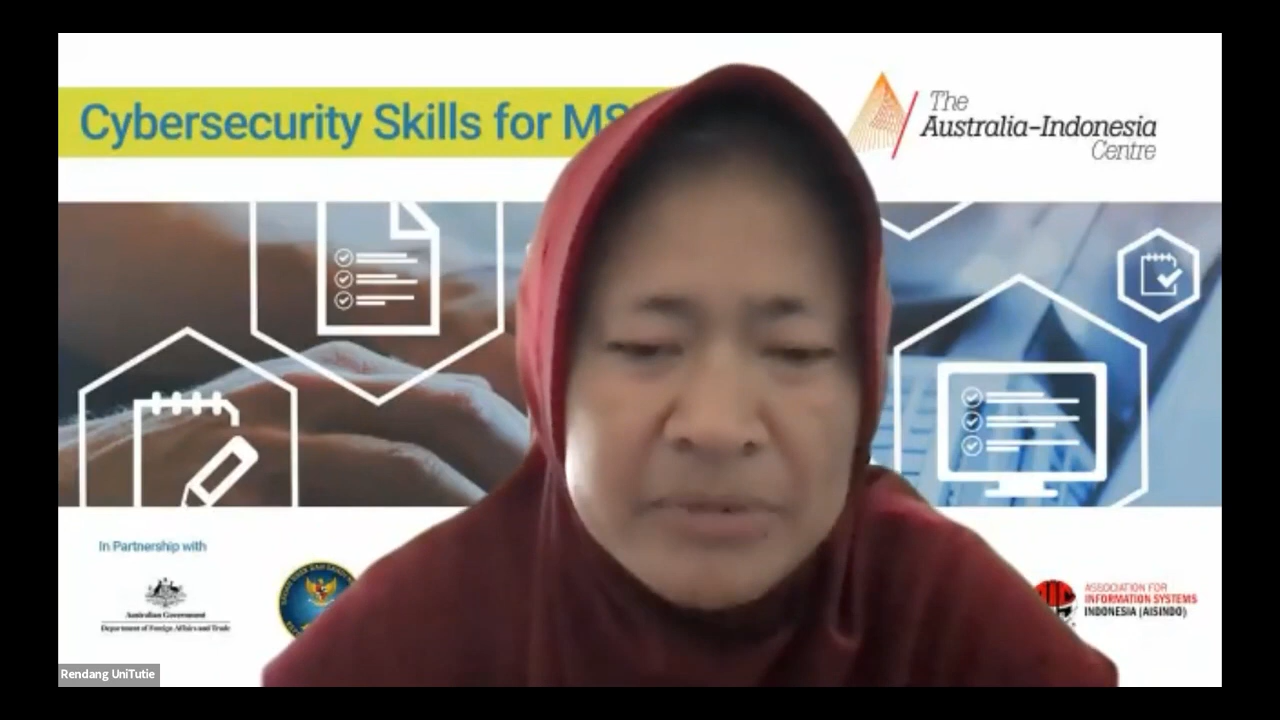 Cybersecurity Skills for MS
The
Australia-Indonesia
Centre
In Partnership with
Australian Government
Department of Foreign Affairs and Trade
ASSOCIATION FOR
INFORMATION SYSTEMS
INDONESIA (AISINDO)
Rendang UniTutie